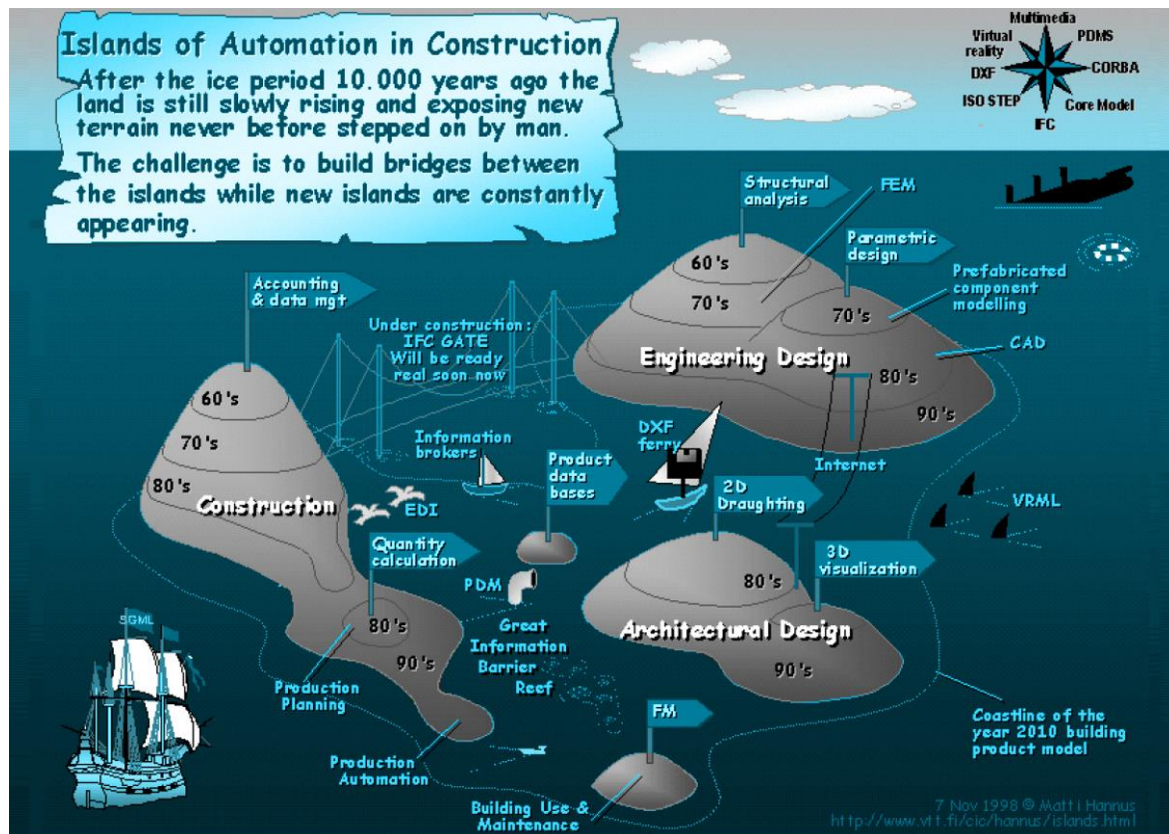 Islands of Automation in Construction
After the ice period 10.000 years ago the
land is still slowly rising and exposing new
terrain never before stepped on by man.
The challenge is to build bridges between
the islands while new islands are constantly
appearing.
Multimedia
Virtual
reality
PDMS
DXF
CORBA
ISO STEP
Core Model
IFC
Structural
analysis
FEM
Parametric
design
Prefabricated
component
modelling
CAD
60's
70's
70's
Engineering Design
80's
90's
Accounting
& data mgt
Under construction:
IFC GATE
Will be ready
real soon now
60's
70's
80's
Construction
Information
brokers
EDI
Product
data
bases
DXF
ferry
Internet
VRML
2D
Draughting
3D
visualization
80's
Architectural Design
90's
Quantity
calculation
PDM
80's
90's
Great
Information
Barrier
Reef
Production
Planning
Production
Automation
SGML
FM
Building Use &
Maintenance
Coastline of the
year 2010 building
product model
7 Nov 1998 © Matti Hannus
http://www.vtt.fi/cic/hannus/islands.html